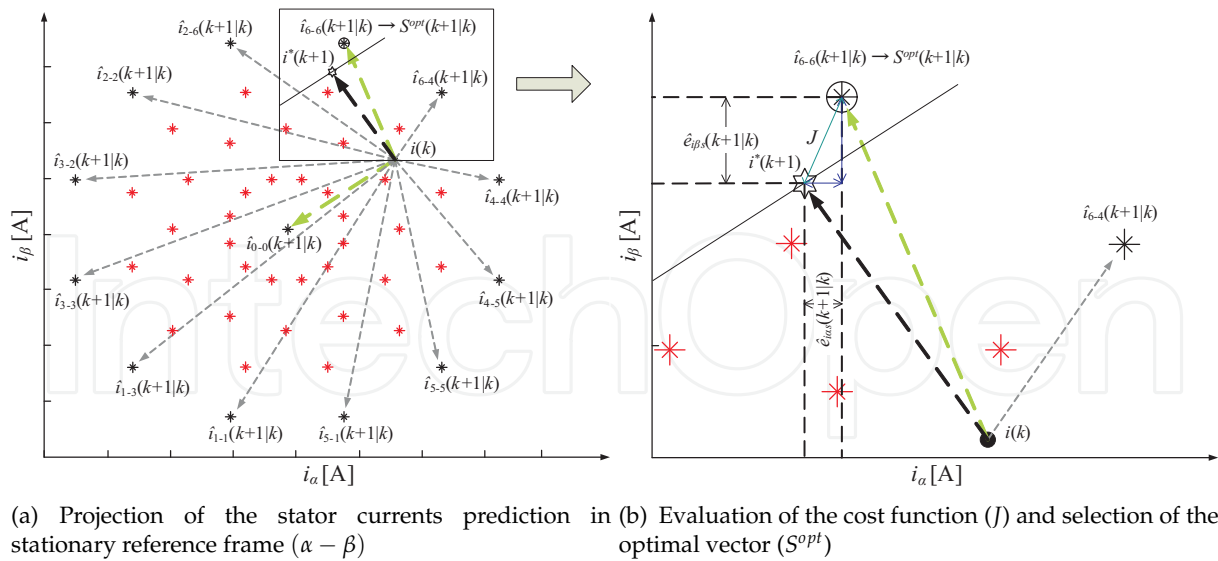 î2-6(k+1|k)
î6-6(k+1|k) → S^opt(k+1|k)
i*(k+1)
î2-2(k+1|k)
î6-4(k+1|k)
i(k)
î3-2(k+1|k)
î4-4(k+1|k)
î0-0(k+1|k)
î3-3(k+1|k)
î4-5(k+1|k)
î1-3(k+1|k)
î5-5(k+1|k)
î1-1(k+1|k)
î5-1(k+1|k)
iβ [A]
iα [A]
î6-6(k+1|k) → S^opt(k+1|k)
êiβs(k+1|k)
J
i*(k+1)
î6-4(k+1|k)
êiαs(k+1|k)
i(k)
iβ [A]
iα [A]
IntechOpen
(a) Projection of the stator currents prediction in
stationary reference frame (α − β)
(b) Evaluation of the cost function (J) and selection of the
optimal vector (S^opt)